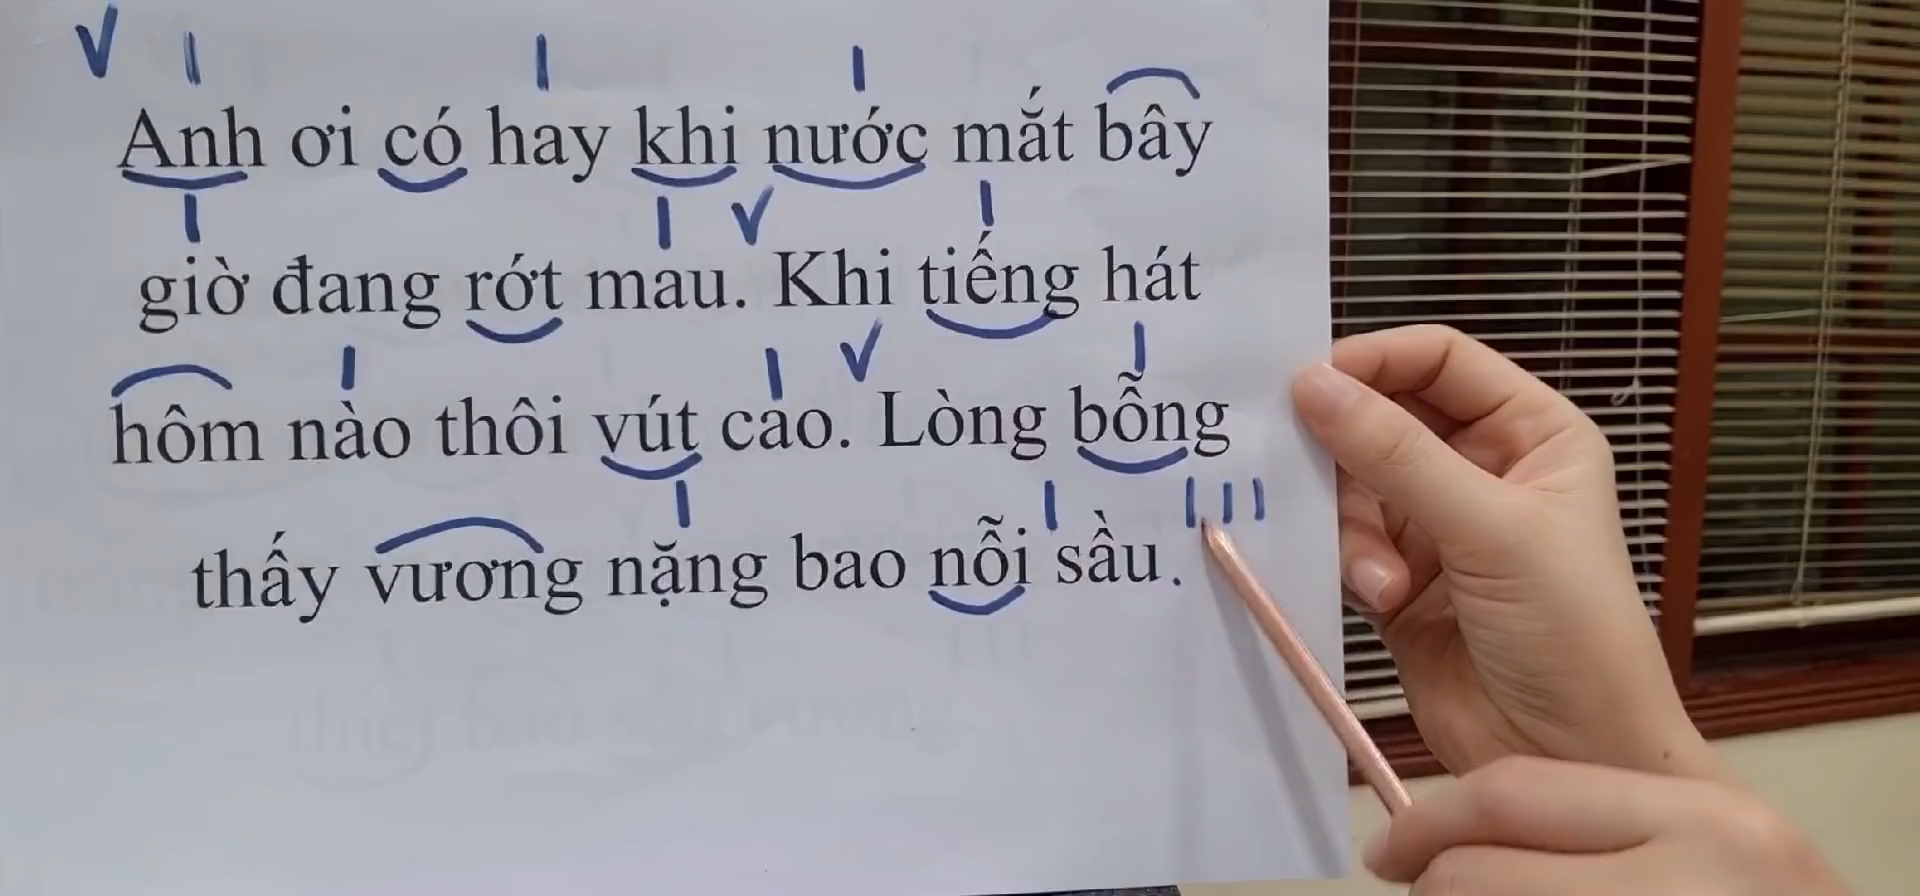 Anh ơi có hay khi nước mắt bây
giờ đang rớt mau. Khi tiếng hát
hôm nào thôi vút cao. Lòng bỗng
thấy vương nặng bao nỗi sầu.